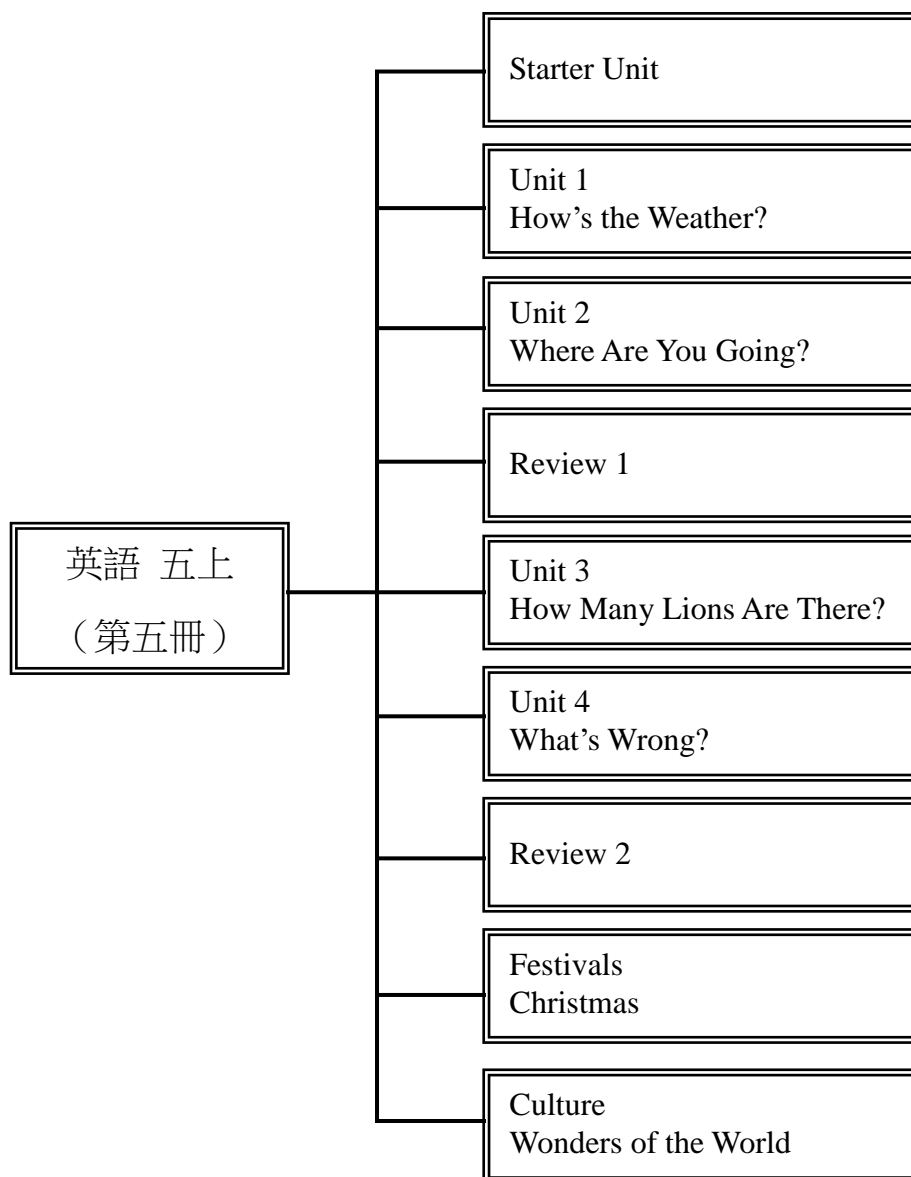 Starter Unit
Unit 1
How’s the Weather?
Unit 2
Where Are You Going?
Review 1
英語 五上
（第五冊）
Unit 3
How Many Lions Are There?
Unit 4
What’s Wrong?
Review 2
Festivals
Christmas
Culture
Wonders of the World